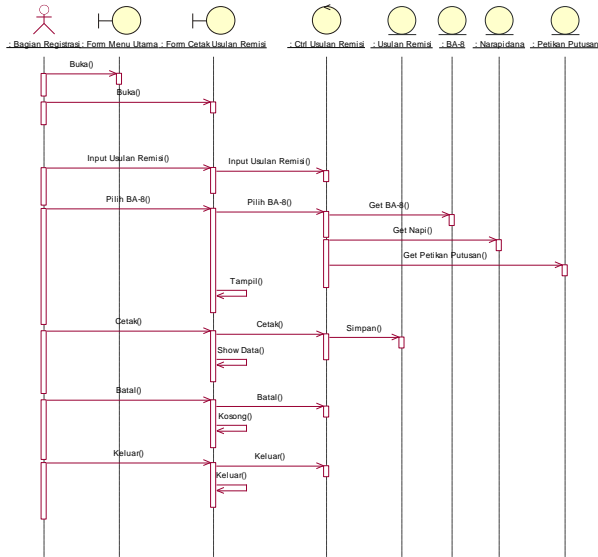 : Bagian Registrasi : Form Menu Utama : Form Cetak Usulan Remisi : Ctrl Usulan Remisi : Usulan Remisi : BA-8 : Narapidana : Petikan Putusan
Buka()
Buka()
Input Usulan Remisi() Input Usulan Remisi()
Pilih BA-8() Pilih BA-8() Get BA-8()
Get Napi()
Get Petikan Putusan()
Tampil()
Cetak() Cetak() Simpan()
Show Data()
Batal() Batal()
Kosong()
Keluar() Keluar()
Keluar()